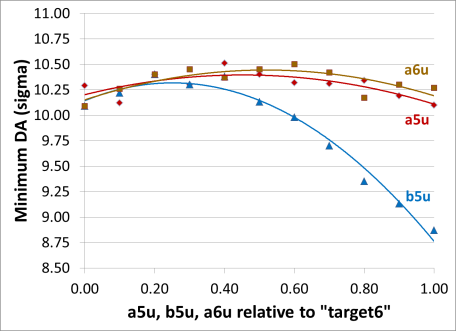 11.00
10.75
10.50
10.25
10.00
9.75
9.50
9.25
9.00
8.75
8.50
Minimum DA (sigma)
a6u
a5u
b5u
0.00 0.20 0.40 0.60 0.80 1.00
a5u, b5u, a6u relative to "target6"